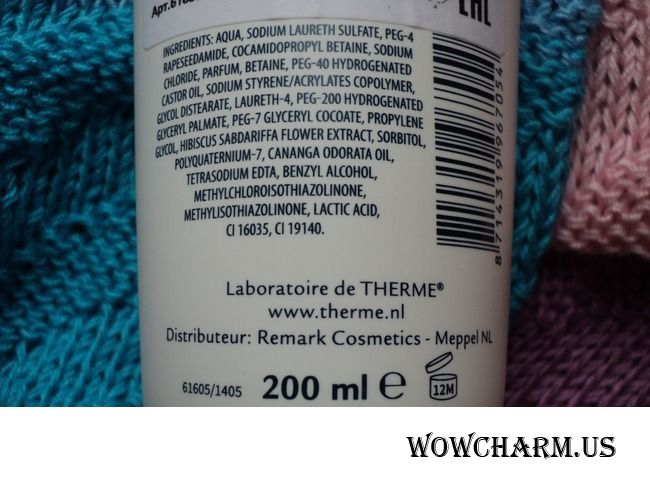 INGREDIENTS: AQUA, SODIUM LAURETH SULFATE, PEG-4
RAPESEEDAMIDE, COCAMIDOPROPYL BETAINE, SODIUM
CHLORIDE, PARFUM, BETAINE, PEG-40 HYDROGENATED
CASTOR OIL, SODIUM STYRENE/ACRYLATES COPOLYMER,
GLYCOL DISTEARATE, LAURETH-4, PEG-200 HYDROGENATED
GLYCERYL PALMATE, PEG-7 GLYCERYL COCOATE, PROPYLENE
GLYCOL, HIBISCUS SABDARIFFA FLOWER EXTRACT, SORBITOL,
POLYQUATERNIUM-7, CANANGA ODORATA OIL,
TETRASODIUM EDTA, BENZYL ALCOHOL,
METHYLCHLOROISOTHIAZOLINONE,
METHYLISOTHIAZOLINONE, LACTIC ACID,
CI 16035, CI 19140.
8 714319 967054
Laboratoire de THERME®
www.therme.nl
Distributeur: Remark Cosmetics - Meppel NL
61605/1405 200 ml e 12M
WOWCHARM.US